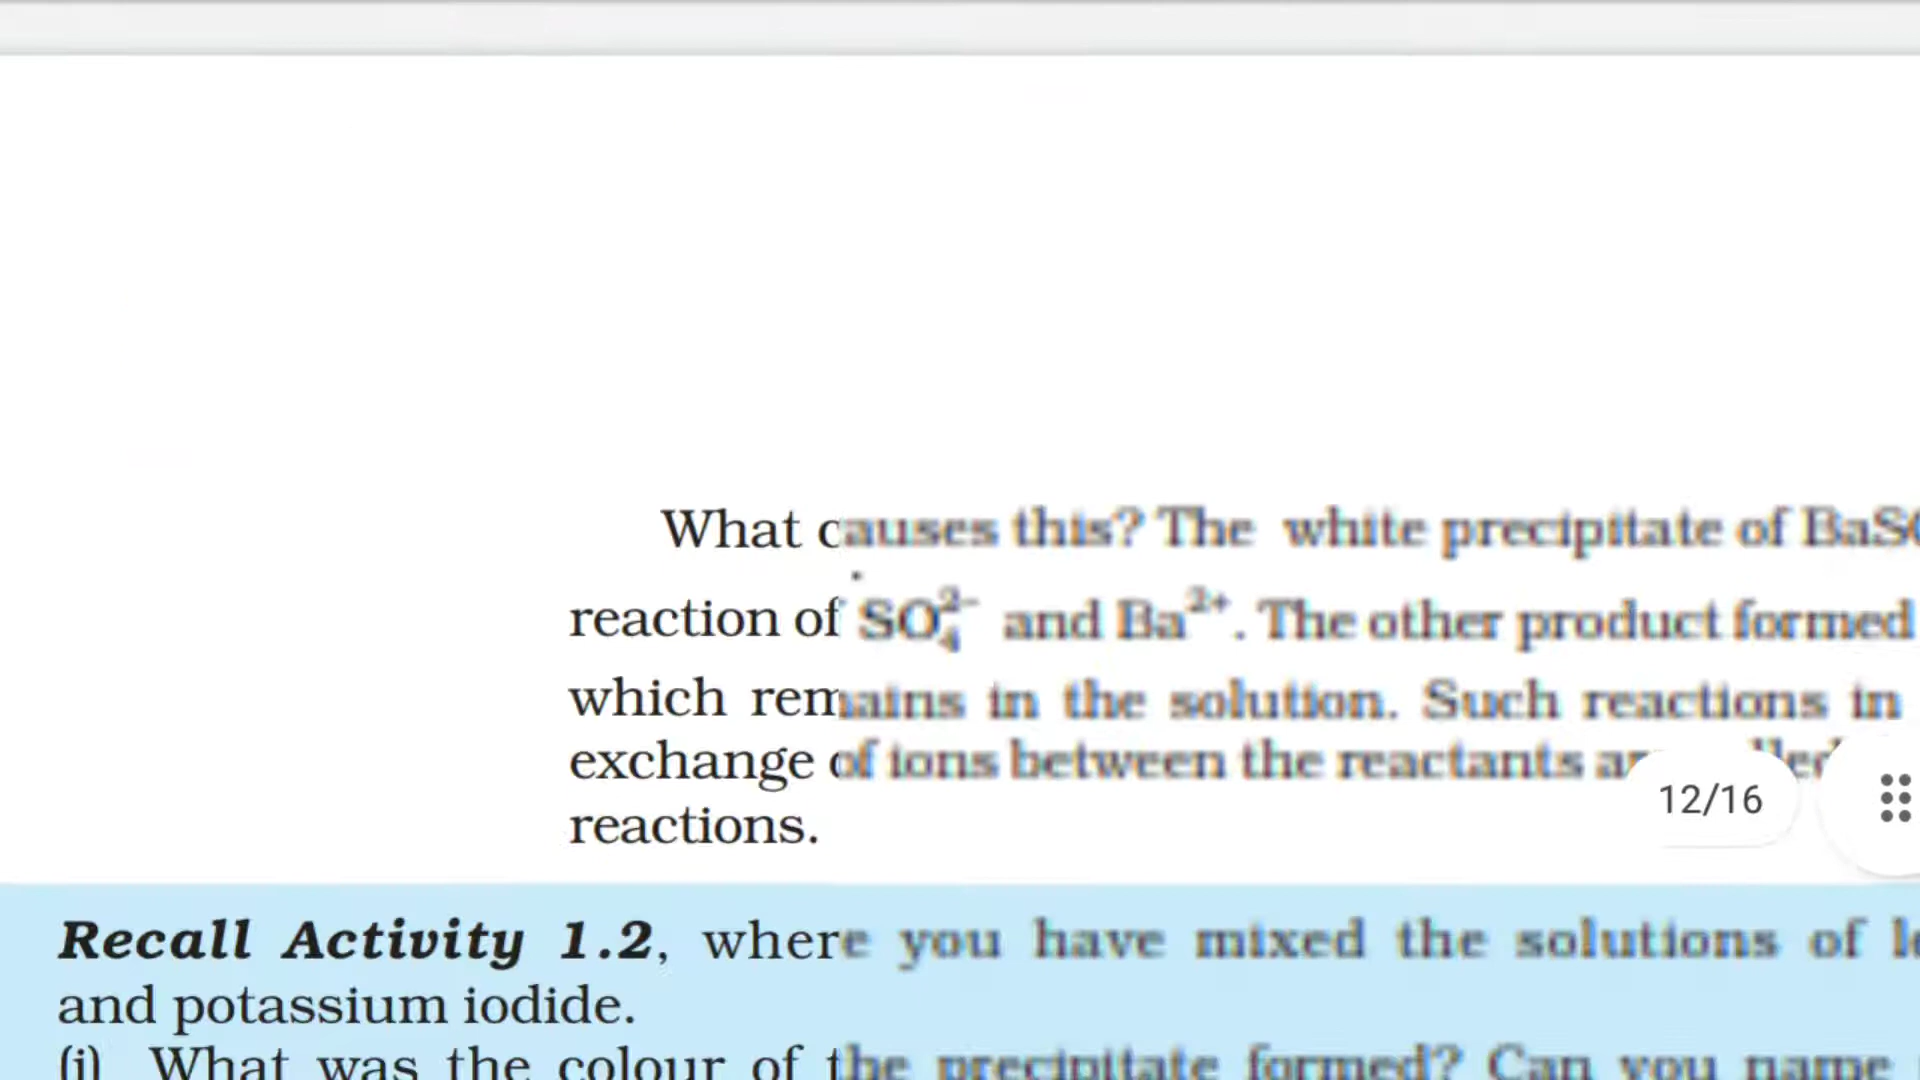 What causes this? The white precipitate of BaSO
reaction of SO₄²⁻ and Ba²⁺. The other product formed
which remains in the solution. Such reactions in
exchange of ions between the reactants
reactions.
12/16
Recall Activity 1.2, where you have mixed the solutions of
and potassium iodide.
(i) What was the colour of the precipitate formed? Can you name